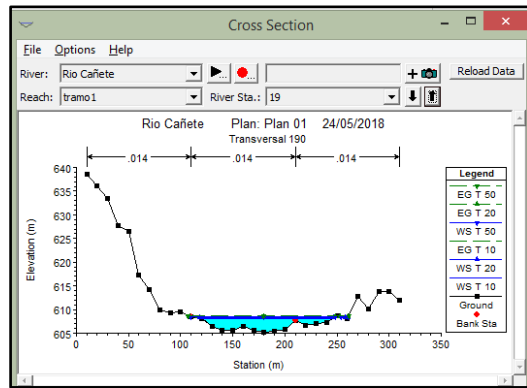 Cross Section
File Options Help
River: Rio Cañete
Reload Data
Reach: tramo1 River Sta.: 19
Rio Cañete Plan: Plan 01 24/05/2018
Transversal 190
.014 .014 .014
640
635
630
625
620
615
610
605
Elevation (m)
0 50 100 150 200 250 300 350
Station (m)
Legend
EG T 50
EG T 20
WS T 50
EG T 10
WS T 20
WS T 10
Ground
Bank Sta